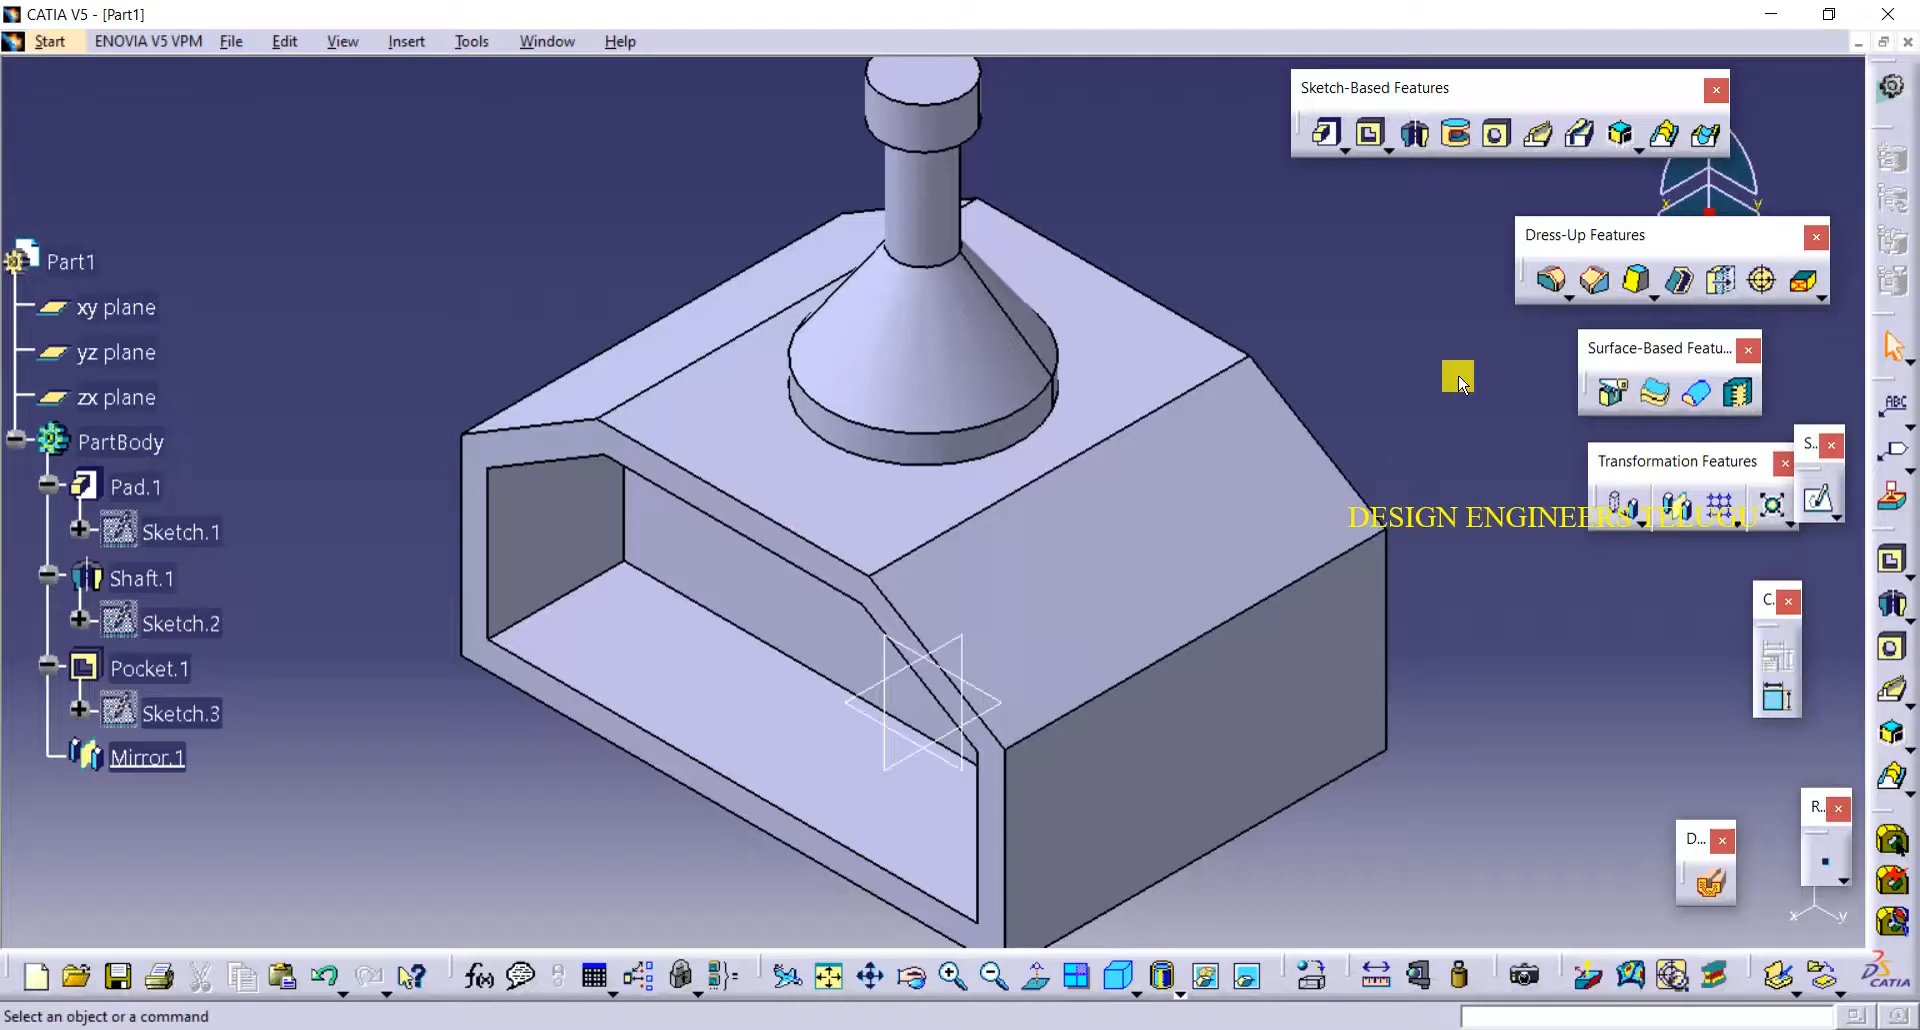 CATIA V5 - [Part1]
Start ENOVIA V5 VPM File Edit View Insert Tools Window Help
Sketch-Based Features
x y
Dress-Up Features
Part1
xy plane
Surface-Based Featu...
yz plane
zx plane
ABC
PartBody
S..
Transformation Features
Pad.1
DESIGN ENGINEERS TELUGU
Sketch.1
Shaft.1
C.
Sketch.2
Pocket.1
Sketch.3
Mirror.1
R..
D...
x y
f(x)
CATIA
Select an object or a command